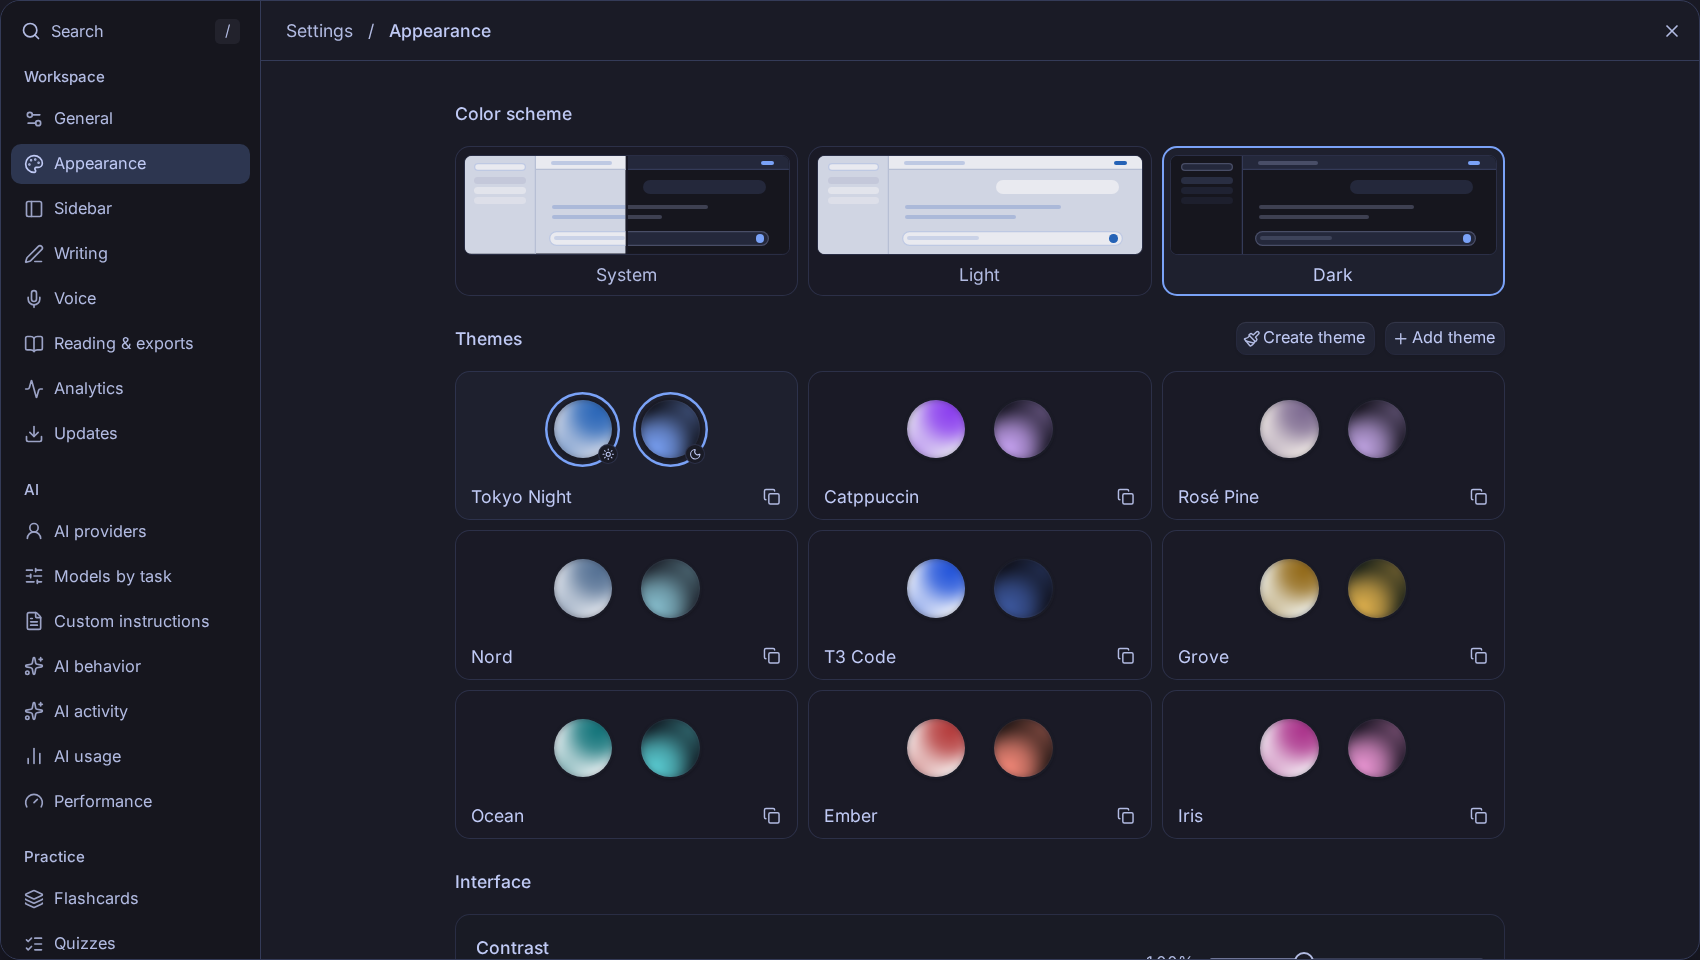 Search
/
Workspace
General
Appearance
Sidebar
Writing
Voice
Reading & exports
Analytics
Updates
AI
AI providers
Models by task
Custom instructions
AI behavior
AI activity
AI usage
Performance
Practice
Flashcards
Quizzes
Settings / Appearance
Color scheme
System
Light
Dark
Themes
Create theme
Add theme
Tokyo Night
Catppuccin
Rosé Pine
Nord
T3 Code
Grove
Ocean
Ember
Iris
Interface
Contrast